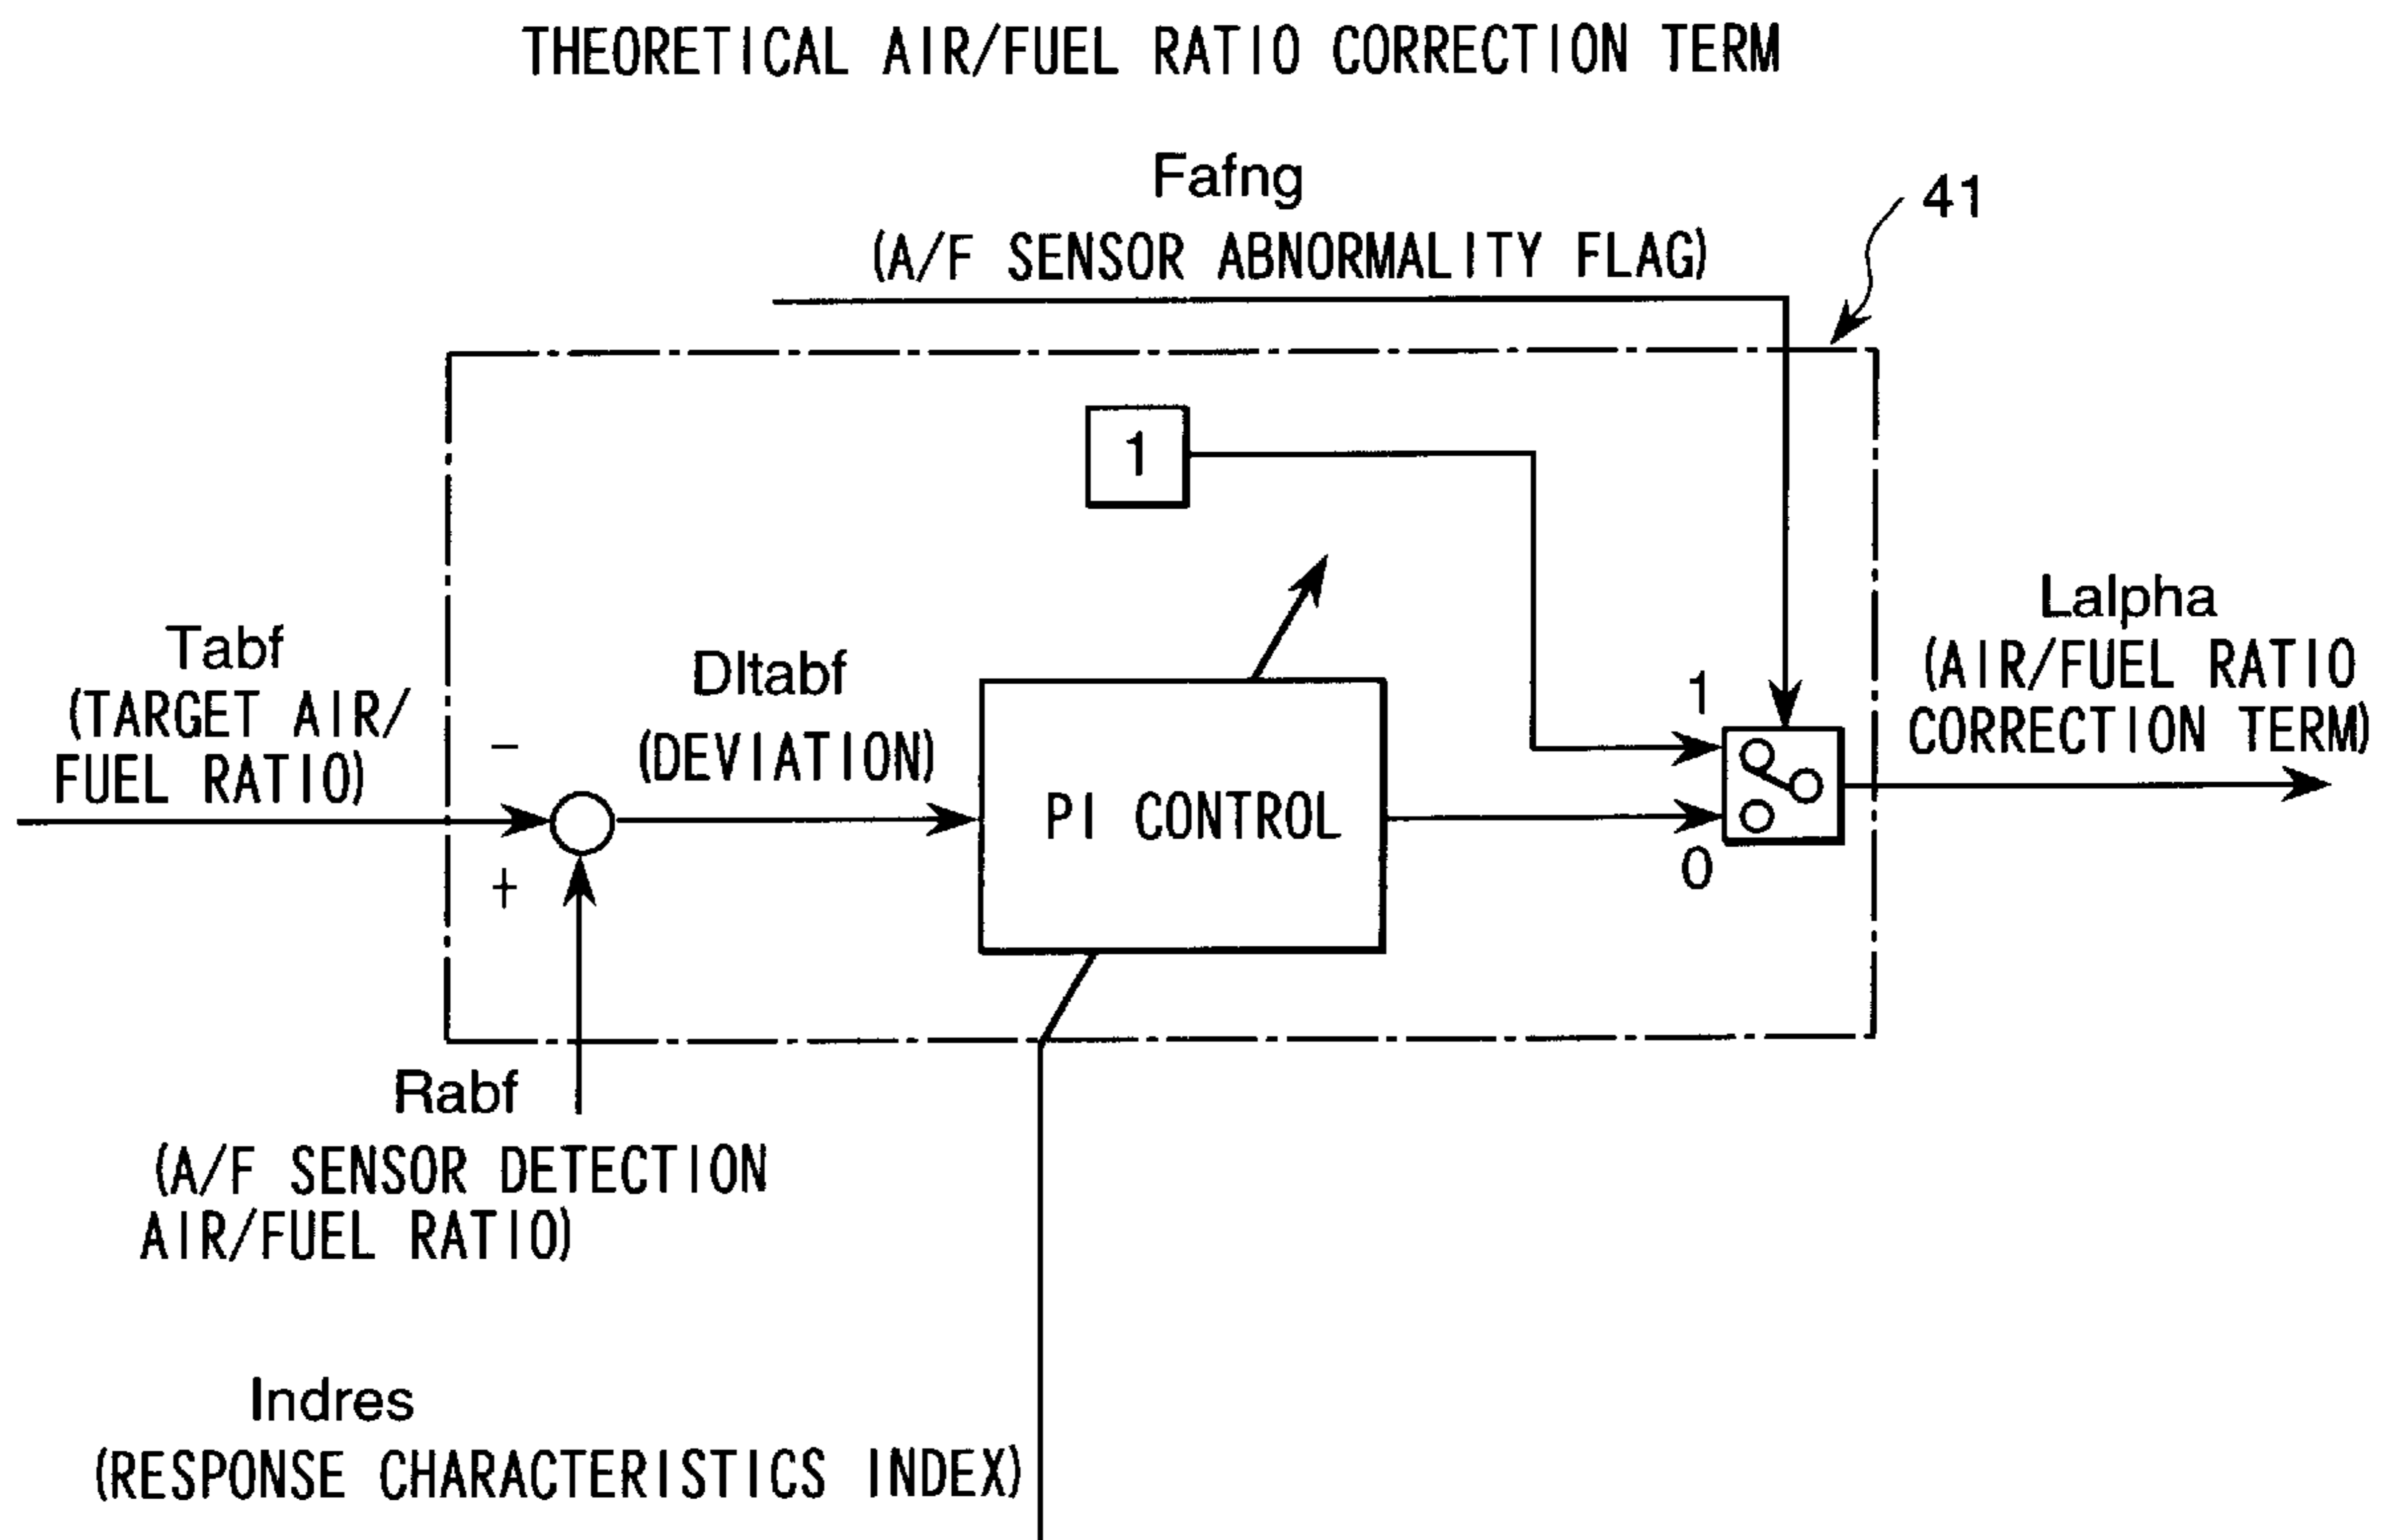 THEORETICAL AIR/FUEL RATIO CORRECTION TERM
Fafng
(A/F SENSOR ABNORMALITY FLAG)
41
1
Tabf
(TARGET AIR/
FUEL RATIO)
−
+
Dltabf
(DEVIATION)
PI CONTROL
1
0
Lalpha
(AIR/FUEL RATIO
CORRECTION TERM)
Rabf
(A/F SENSOR DETECTION
AIR/FUEL RATIO)
Indres
(RESPONSE CHARACTERISTICS INDEX)